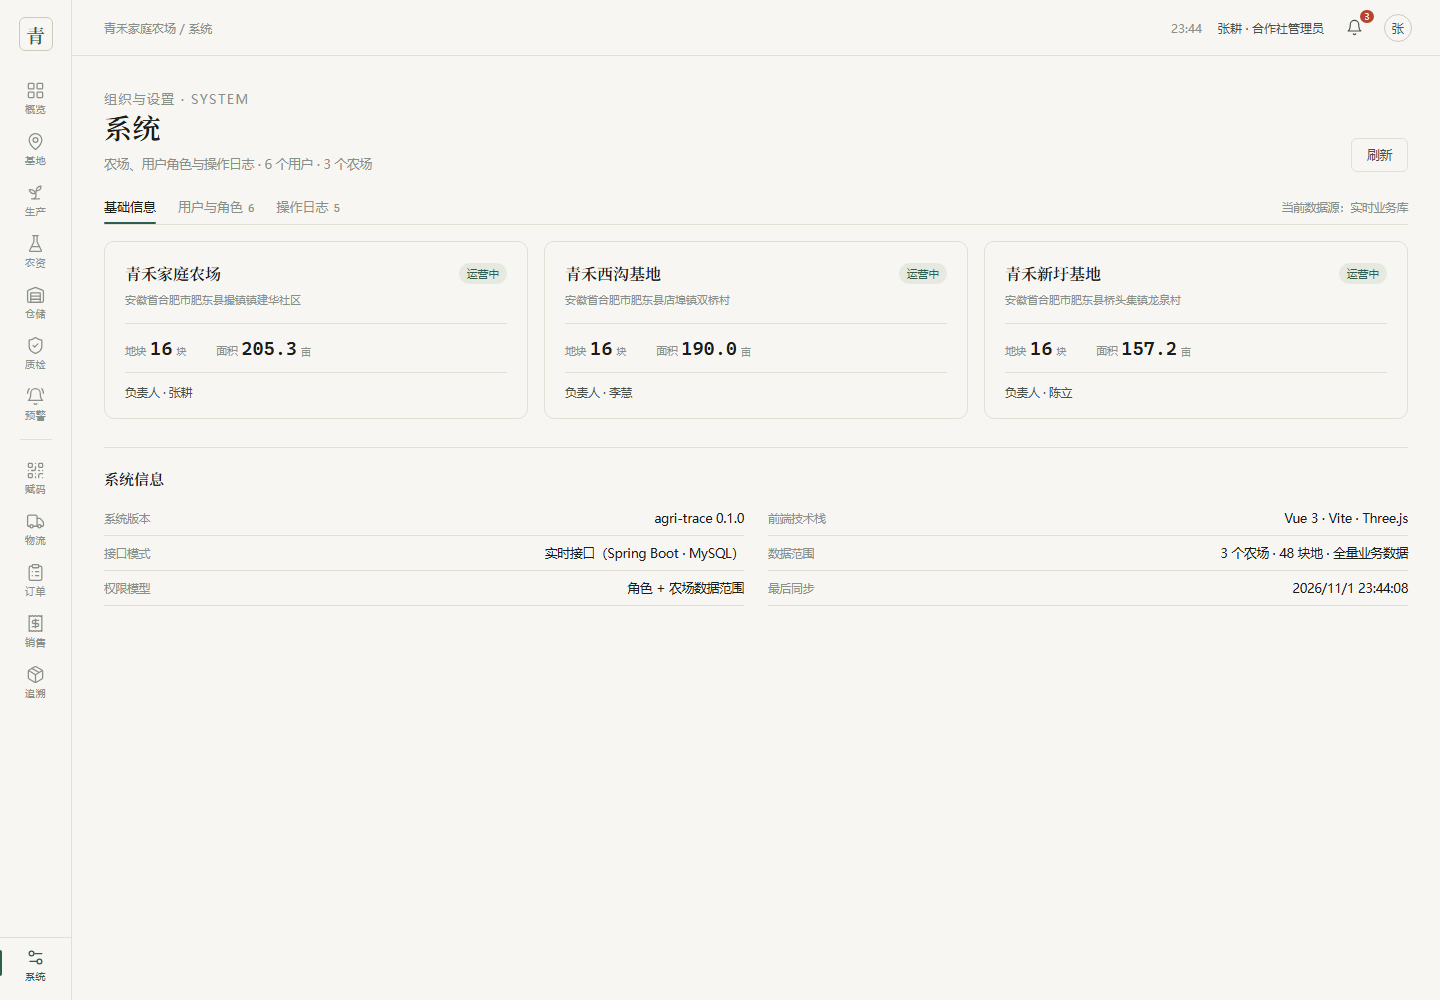 青
青禾家庭农场 / 系统
23:44 张耕 · 合作社管理员 3 张
概览
基地
生产
农资
仓储
质检
预警
赋码
物流
订单
销售
追溯
系统
组织与设置 · SYSTEM
系统
农场、用户角色与操作日志 · 6 个用户 · 3 个农场
刷新
基础信息 用户与角色 6 操作日志 5 当前数据源：实时业务库
青禾家庭农场 运营中
安徽省合肥市肥东县撮镇镇建华社区
地块 16 块 面积 205.3 亩
负责人 · 张耕
青禾西沟基地 运营中
安徽省合肥市肥东县店埠镇双桥村
地块 16 块 面积 190.0 亩
负责人 · 李慧
青禾新圩基地 运营中
安徽省合肥市肥东县桥头集镇龙泉村
地块 16 块 面积 157.2 亩
负责人 · 陈立
系统信息
系统版本 agri-trace 0.1.0
前端技术栈 Vue 3 · Vite · Three.js
接口模式 实时接口（Spring Boot · MySQL）
数据范围 3 个农场 · 48 块地 · 全量业务数据
权限模型 角色 + 农场数据范围
最后同步 2026/11/1 23:44:08